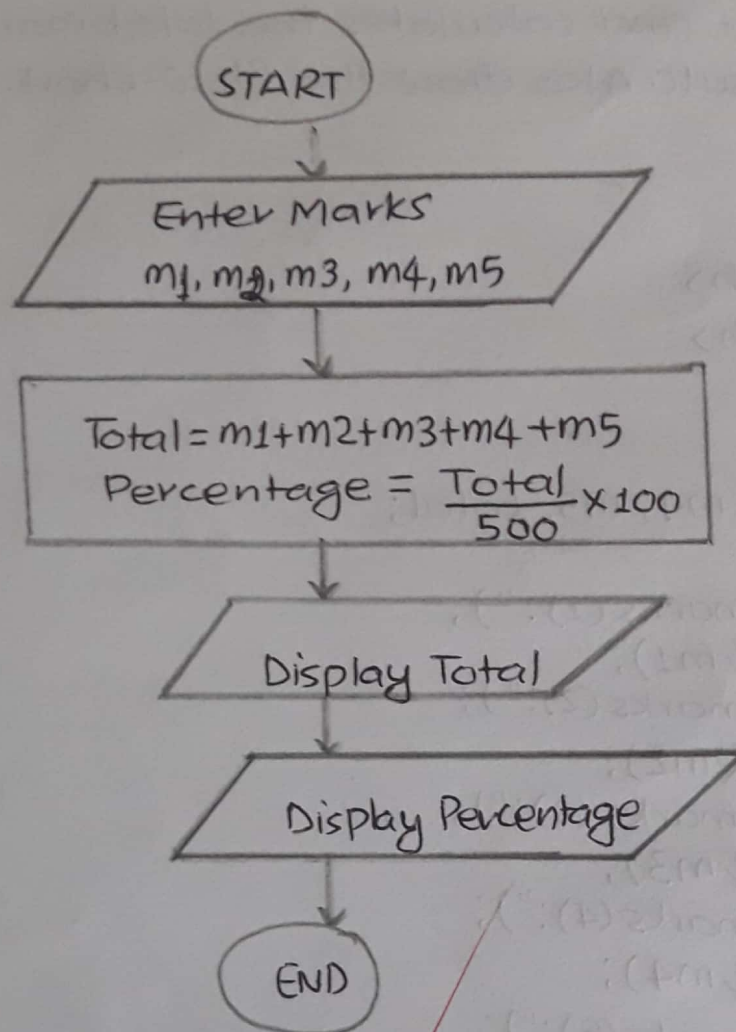 START
Enter Marks
m1, m2, m3, m4, m5
Total = m1+m2+m3+m4+m5
Percentage = Total/500 × 100
Display Total
Display Percentage
END